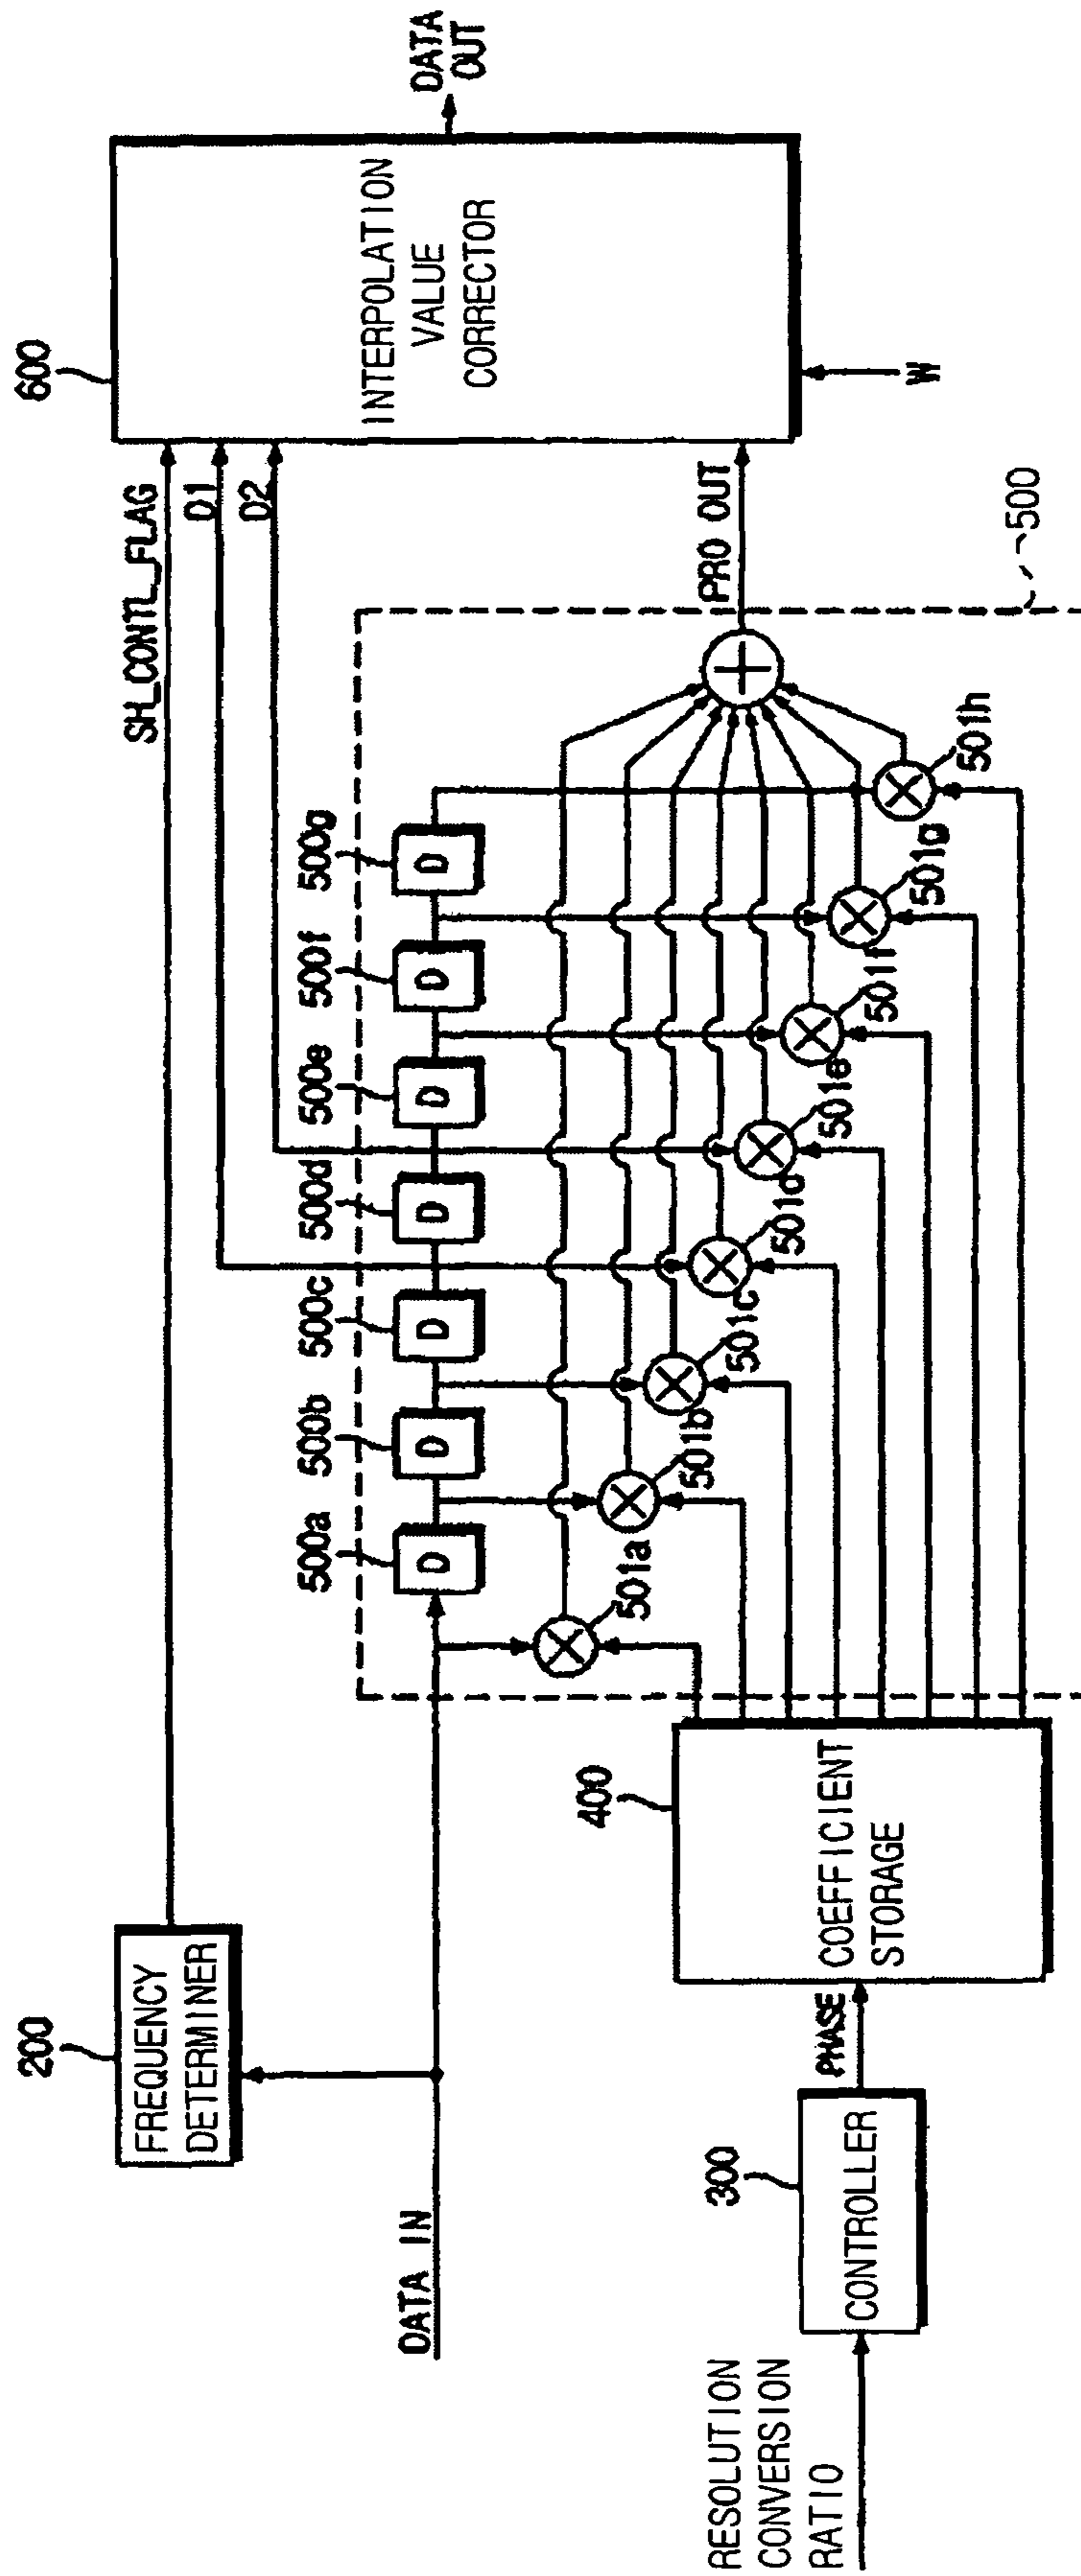 200
FREQUENCY
DETERMINER
DATA IN
RESOLUTION
CONVERSION
RATIO
300
CONTROLLER
PHASE
400
COEFFICIENT
STORAGE
SH_CONTL_FLAG
D1
D2
500a
500b
500c
500d
500e
500f
500g
D
D
D
D
D
D
D
501a
501b
501c
501d
501e
501f
501g
501h
PRO OUT
500
600
INTERPOLATION
VALUE
CORRECTOR
W
DATA
OUT